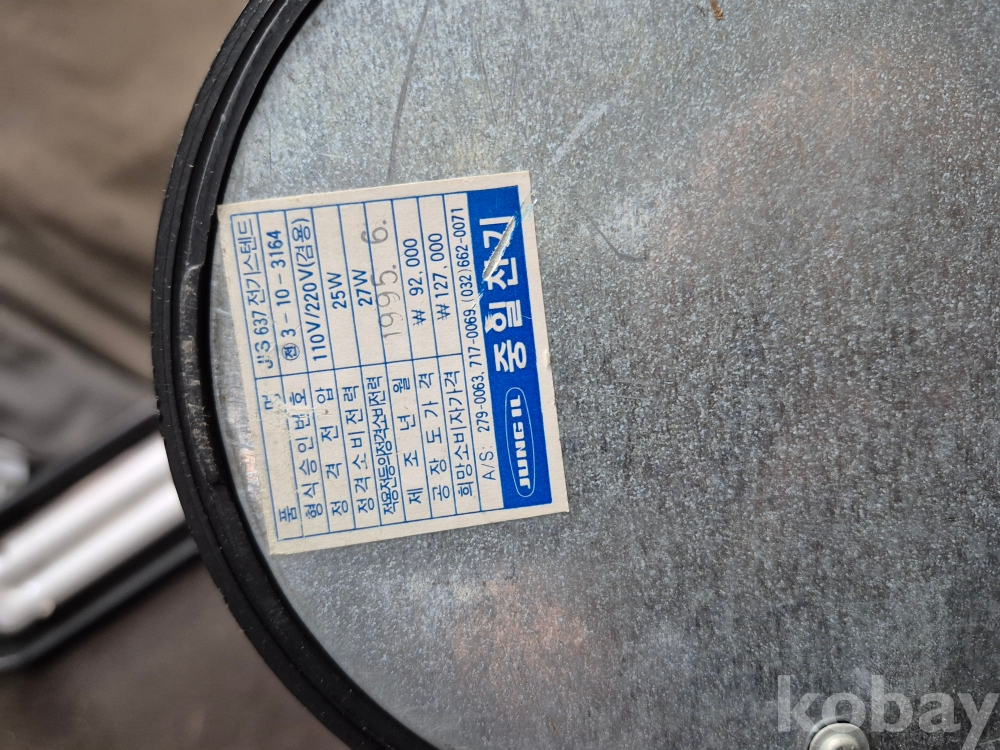 품 명 JIS 637 전기스텐드
형식승인번호 ㉠ 3-10-3164
정격전압 110V/220V(겸용)
정격소비전력 25W
적용전등의정격소비전력 27W
제조년월 1995. 6.
공장도가격 ₩ 92,000
희망소비자가격 ₩ 127,000
A/S: 279-0063, 717-0069, (032)662-0071
JUNG IL 중일전기
kobay